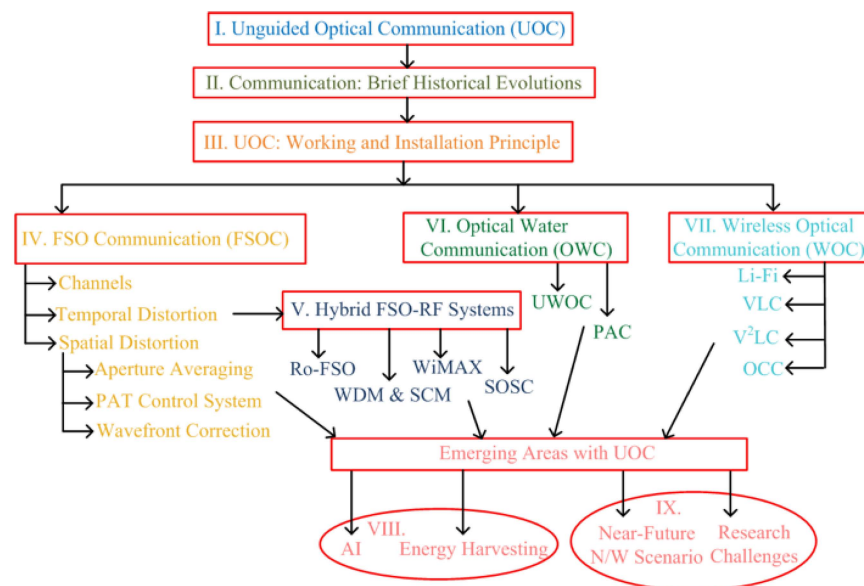 I. Unguided Optical Communication (UOC)
II. Communication: Brief Historical Evolutions
III. UOC: Working and Installation Principle
IV. FSO Communication (FSOC)
Channels
Temporal Distortion
Spatial Distortion
Aperture Averaging
PAT Control System
Wavefront Correction
V. Hybrid FSO-RF Systems
Ro-FSO
WDM & SCM
WiMAX
SOSC
VI. Optical Water
Communication (OWC)
UWOC
PAC
VII. Wireless Optical
Communication (WOC)
Li-Fi
VLC
V²LC
OCC
Emerging Areas with UOC
VIII.
AI
Energy Harvesting
IX.
Near-Future
N/W Scenario
Research
Challenges